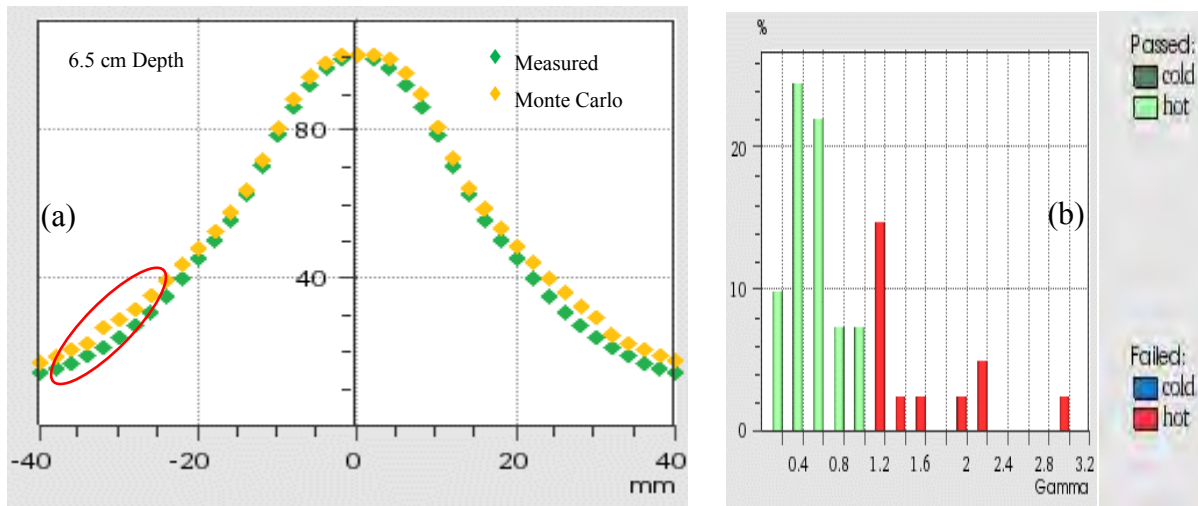 6.5 cm Depth
Measured
Monte Carlo
80
(a)
40
-40 -20 0 20 40
mm
%
20
(b)
10
0
0.4 0.8 1.2 1.6 2 2.4 2.8 3.2
Gamma
Passed:
cold
hot
Failed:
cold
hot